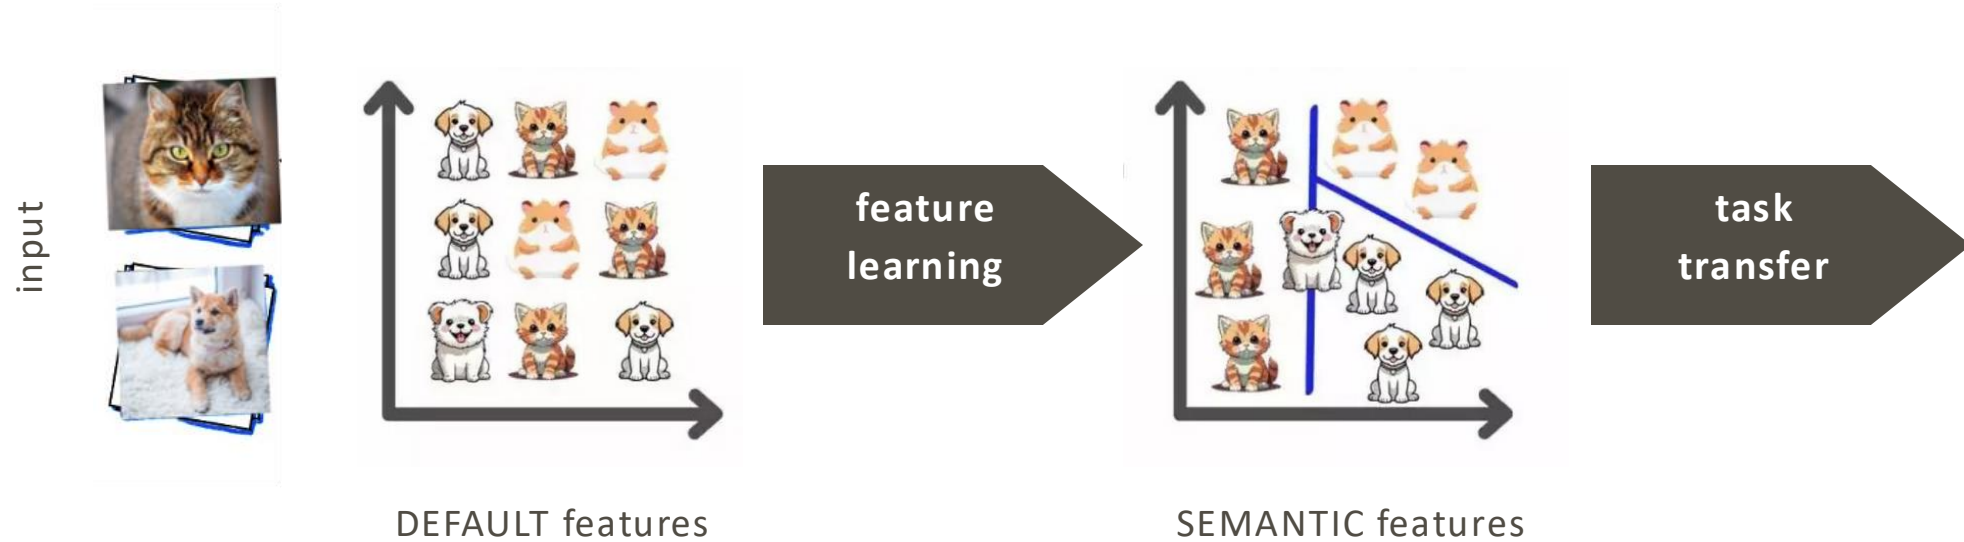 input
feature
learning
task
transfer
DEFAULT features
SEMANTIC features